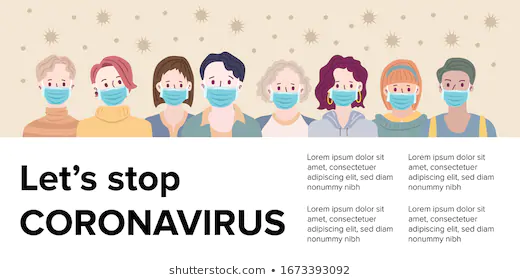 Let's stop
CORONAVIRUS
Lorem ipsum dolor sit
amet, consectetuer
adipiscing elit, sed diam
nonummy nibh
Lorem ipsum dolor sit
amet, consectetuer
adipiscing elit, sed diam
nonummy nibh
Lorem ipsum dolor sit
amet, consectetuer
adipiscing elit, sed diam
nonummy nibh
Lorem ipsum dolor sit
amet, consectetuer
adipiscing elit, sed diam
nonummy nibh
shutterstock.com • 1673393092